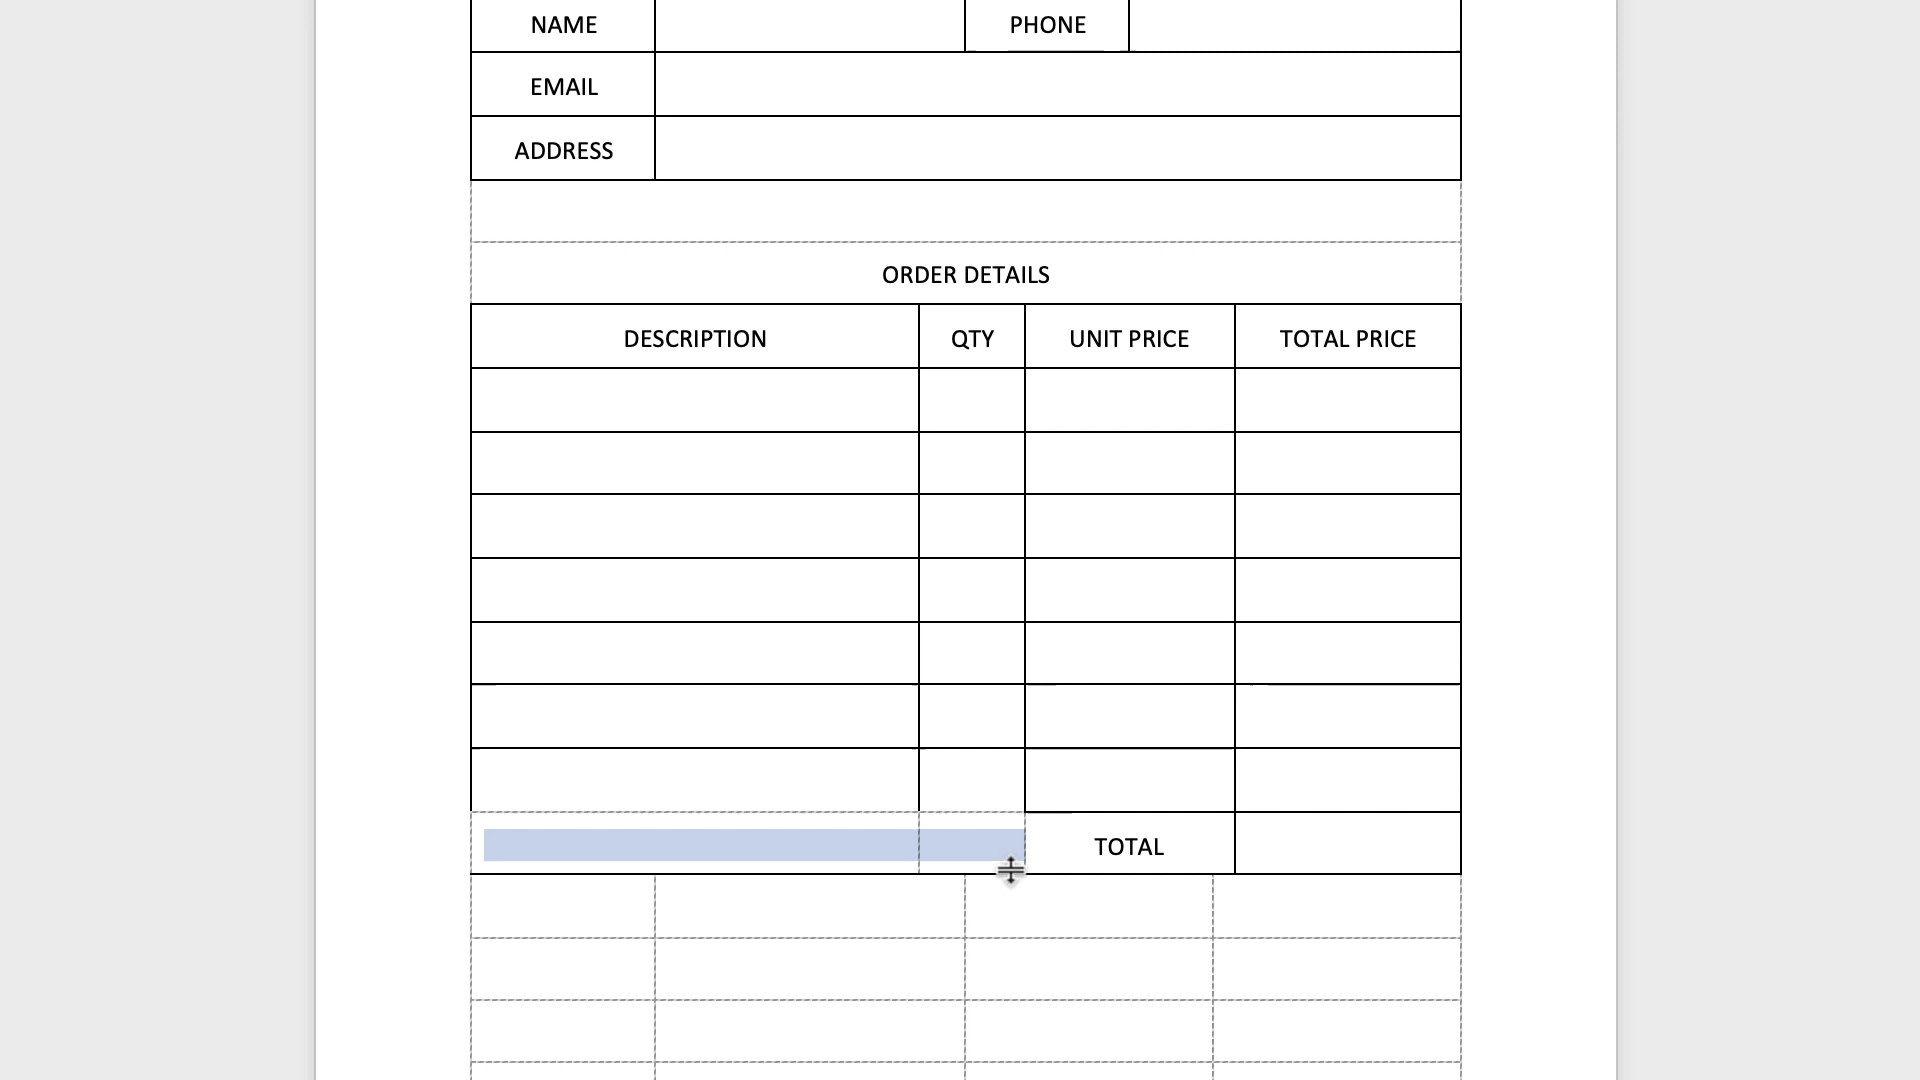 NAME PHONE
EMAIL
ADDRESS
ORDER DETAILS
DESCRIPTION QTY UNIT PRICE TOTAL PRICE
TOTAL